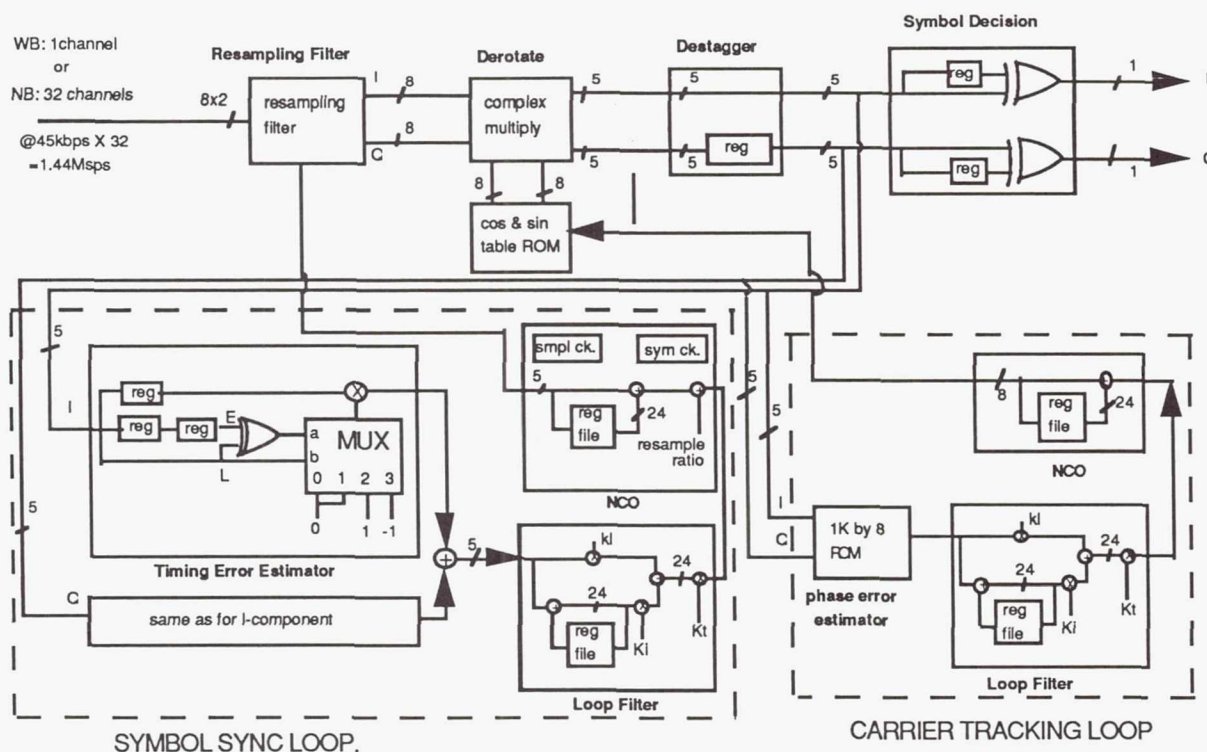 WB: 1channel
or
NB: 32 channels
@45kbps X 32
=1.44Msps
8x2
Resampling Filter
resampling
filter
I
8
8
Q
Derotate
complex
multiply
8
8
cos & sin
table ROM
5
5
Destagger
5
5
reg
5
5
Symbol Decision
reg
reg
1
1
SYMBOL SYNC LOOP.
5
I
5
Q
reg
reg
reg
E
L
X
a
b
MUX
0 1 2 3
0
1 -1
Timing Error Estimator
same as for I-component
+
5
smpl ck.
sym ck.
5
reg
file
24
resample
ratio
NCO
kl
reg
file
24
Ki
24
Kt
Loop Filter
CARRIER TRACKING LOOP
5
5
I
Q
1K by 8
ROM
phase error
estimator
8
reg
file
24
NCO
kl
24
reg
file
Ki
24
Kt
Loop Filter